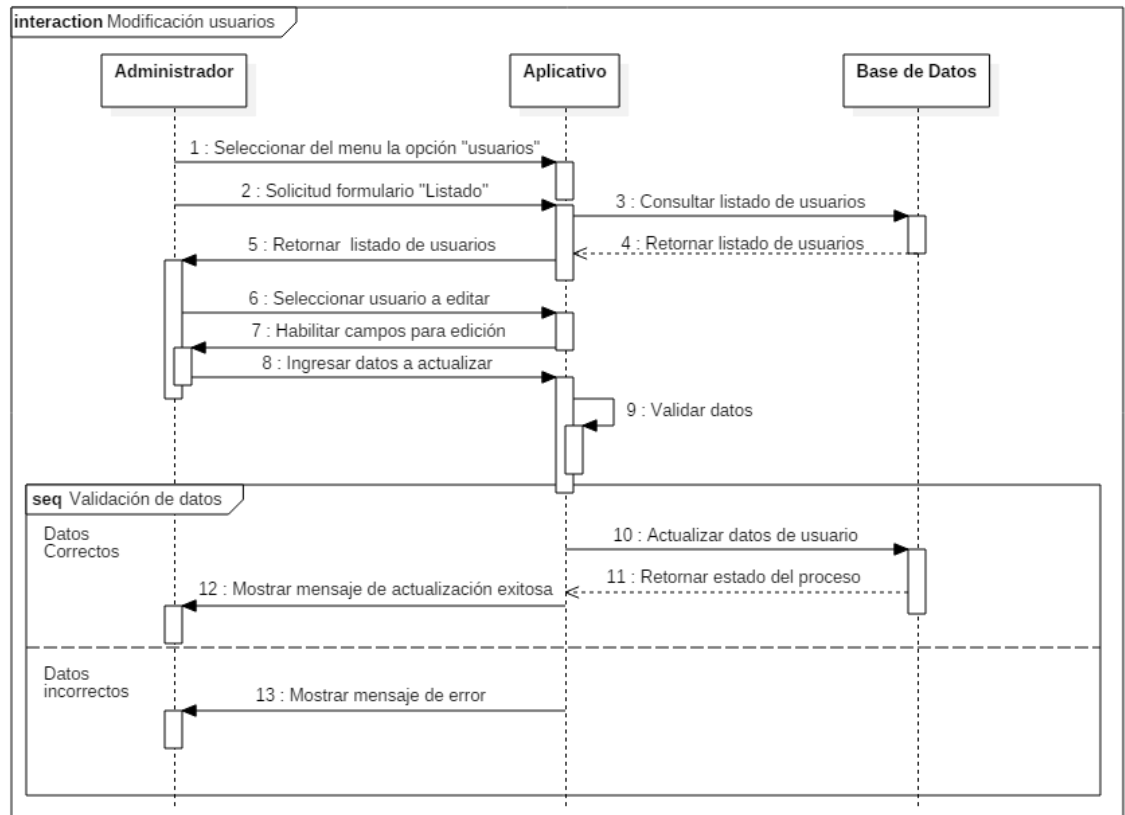 interaction Modificación usuarios
Administrador
Aplicativo
Base de Datos
1 : Seleccionar del menu la opción "usuarios"
2 : Solicitud formulario "Listado"
3 : Consultar listado de usuarios
4 : Retornar listado de usuarios
5 : Retornar listado de usuarios
6 : Seleccionar usuario a editar
7 : Habilitar campos para edición
8 : Ingresar datos a actualizar
9 : Validar datos
seq Validación de datos
Datos
Correctos
10 : Actualizar datos de usuario
11 : Retornar estado del proceso
12 : Mostrar mensaje de actualización exitosa
Datos
incorrectos
13 : Mostrar mensaje de error